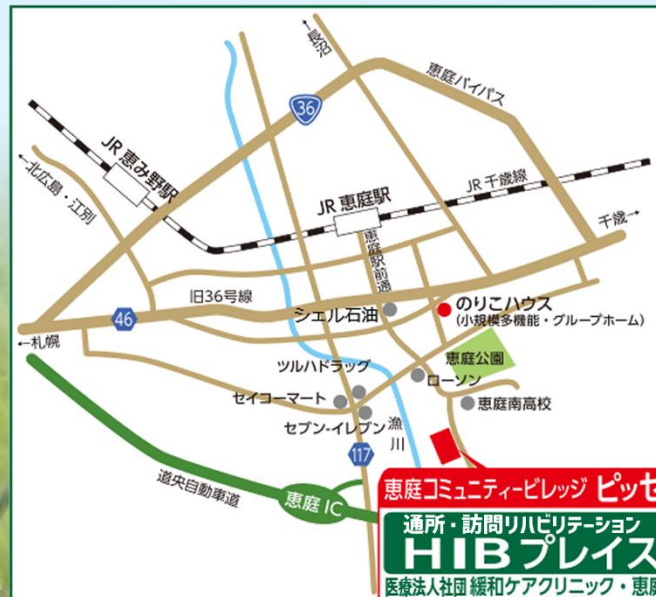 ←長沼
恵庭バイパス
36
JR 恵み野駅
←北広島・江別
JR 恵庭駅
JR 千歳線
千歳→
恵庭駅前通
旧36号線
シェル石油
のりこハウス
(小規模多機能・グループホーム)
46
←札幌
恵庭公園
ツルハドラッグ
ローソン
セイコーマート
恵庭南高校
セブン-イレブン
漁川
117
道央自動車道
恵庭 IC
恵庭コミュニティービレッジ ピッセ
通所・訪問リハビリテーション
HIBプレイス
医療法人社団 緩和ケアクリニック・恵庭